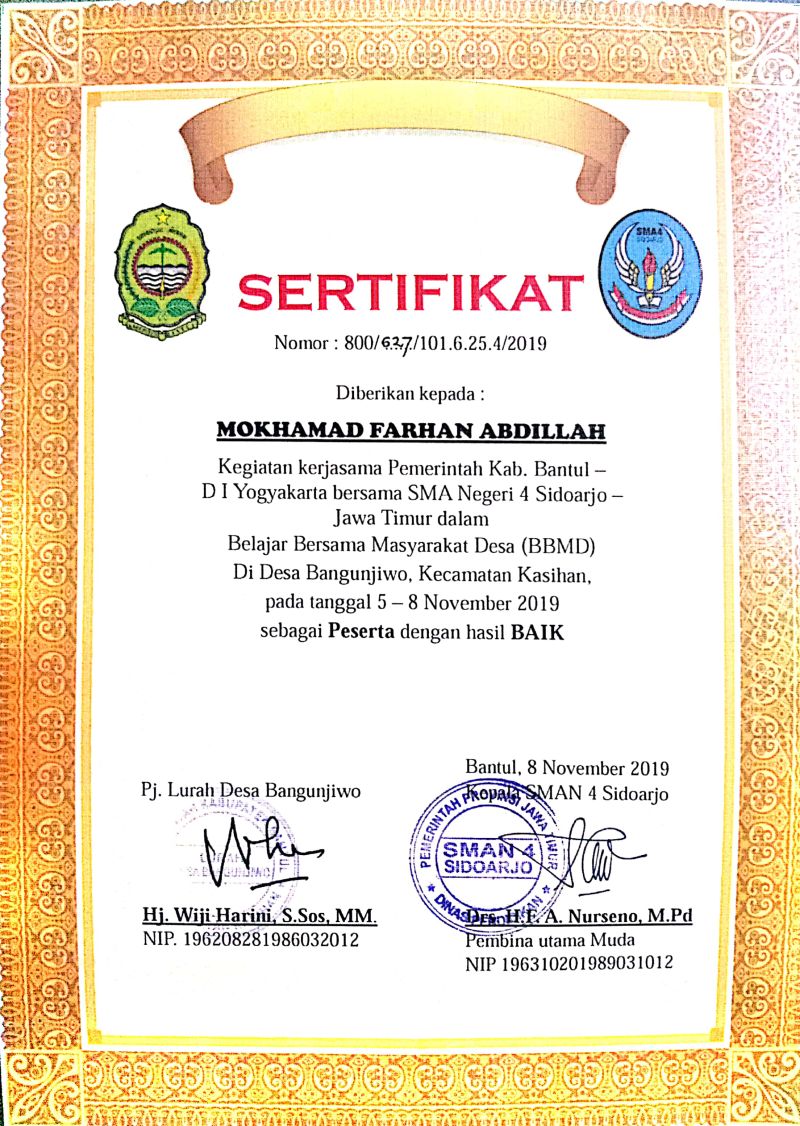 SMA4
SIDOARJO
SERTIFIKAT
Nomor : 800/627/101.6.25.4/2019
Diberikan kepada :
MOKHAMAD FARHAN ABDILLAH
Kegiatan kerjasama Pemerintah Kab. Bantul –
D I Yogyakarta bersama SMA Negeri 4 Sidoarjo –
Jawa Timur dalam
Belajar Bersama Masyarakat Desa (BBMD)
Di Desa Bangunjiwo, Kecamatan Kasihan,
pada tanggal 5 – 8 November 2019
sebagai Peserta dengan hasil BAIK
Bantul, 8 November 2019
Pj. Lurah Desa Bangunjiwo
Kepala SMAN 4 Sidoarjo
PEMERINTAH PROPINSI JAWA TIMUR
SMAN 4
SIDOARJO
DINAS PENDIDIKAN
Hj. Wiji Harini, S.Sos, MM.
NIP. 196208281986032012
Drs. H.F. A. Nurseno, M.Pd
Pembina utama Muda
NIP 196310201989031012